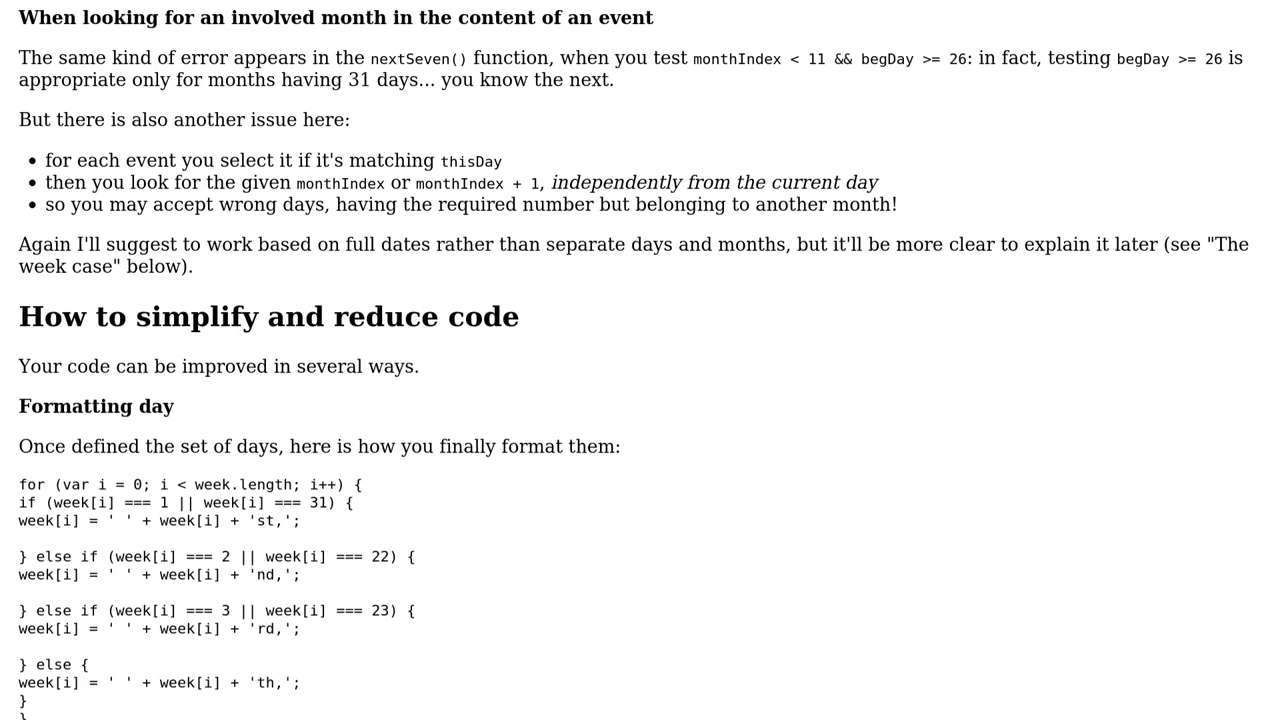 When looking for an involved month in the content of an event
The same kind of error appears in the nextSeven() function, when you test monthIndex < 11 && begDay >= 26: in fact, testing begDay >= 26 is
appropriate only for months having 31 days... you know the next.
But there is also another issue here:
• for each event you select it if it's matching thisDay
• then you look for the given monthIndex or monthIndex + 1, independently from the current day
• so you may accept wrong days, having the required number but belonging to another month!
Again I'll suggest to work based on full dates rather than separate days and months, but it'll be more clear to explain it later (see "The
week case" below).
How to simplify and reduce code
Your code can be improved in several ways.
Formatting day
Once defined the set of days, here is how you finally format them:
for (var i = 0; i < week.length; i++) {
if (week[i] === 1 || week[i] === 31) {
week[i] = ' ' + week[i] + 'st,';
} else if (week[i] === 2 || week[i] === 22) {
week[i] = ' ' + week[i] + 'nd,';
} else if (week[i] === 3 || week[i] === 23) {
week[i] = ' ' + week[i] + 'rd,';
} else {
week[i] = ' ' + week[i] + 'th,';
}
}